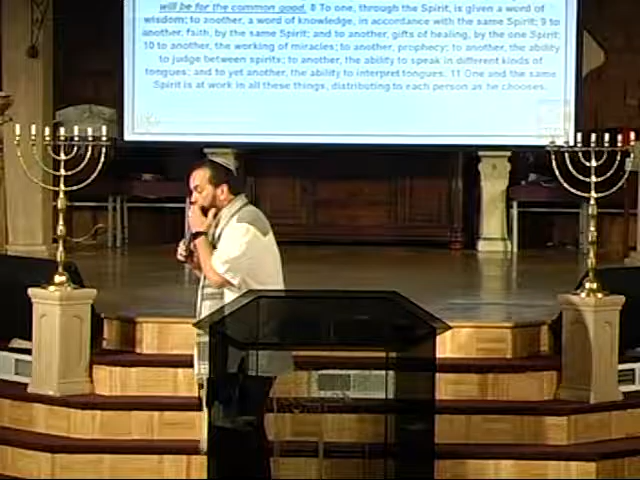 will be for the common good. 8 To one, through the Spirit, is given a word of
wisdom; to another, a word of knowledge, in accordance with the same Spirit; 9 to
another, faith, by the same Spirit; and to another, gifts of healing, by the one Spirit;
10 to another, the working of miracles; to another, prophecy; to another, the ability
to judge between spirits; to another, the ability to speak in different kinds of
tongues; and to yet another, the ability to interpret tongues. 11 One and the same
Spirit is at work in all these things, distributing to each person as he chooses.